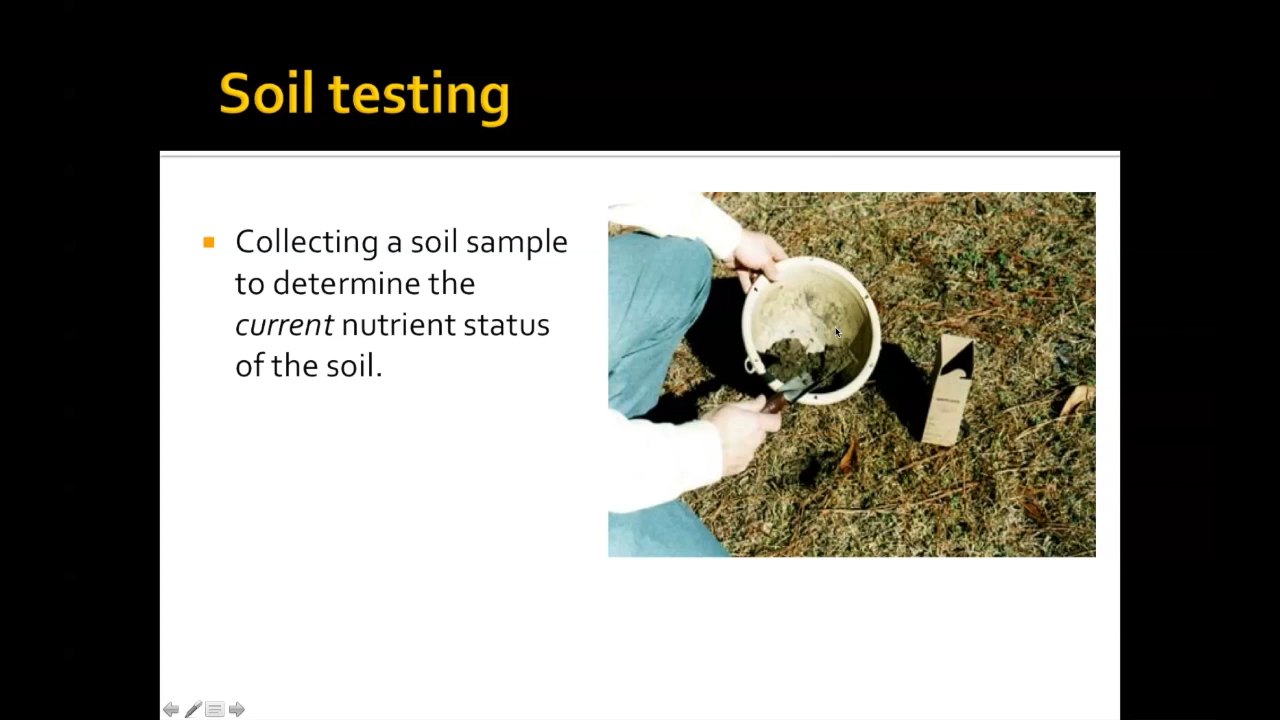 Soil testing
Collecting a soil sample
to determine the
current nutrient status
of the soil.